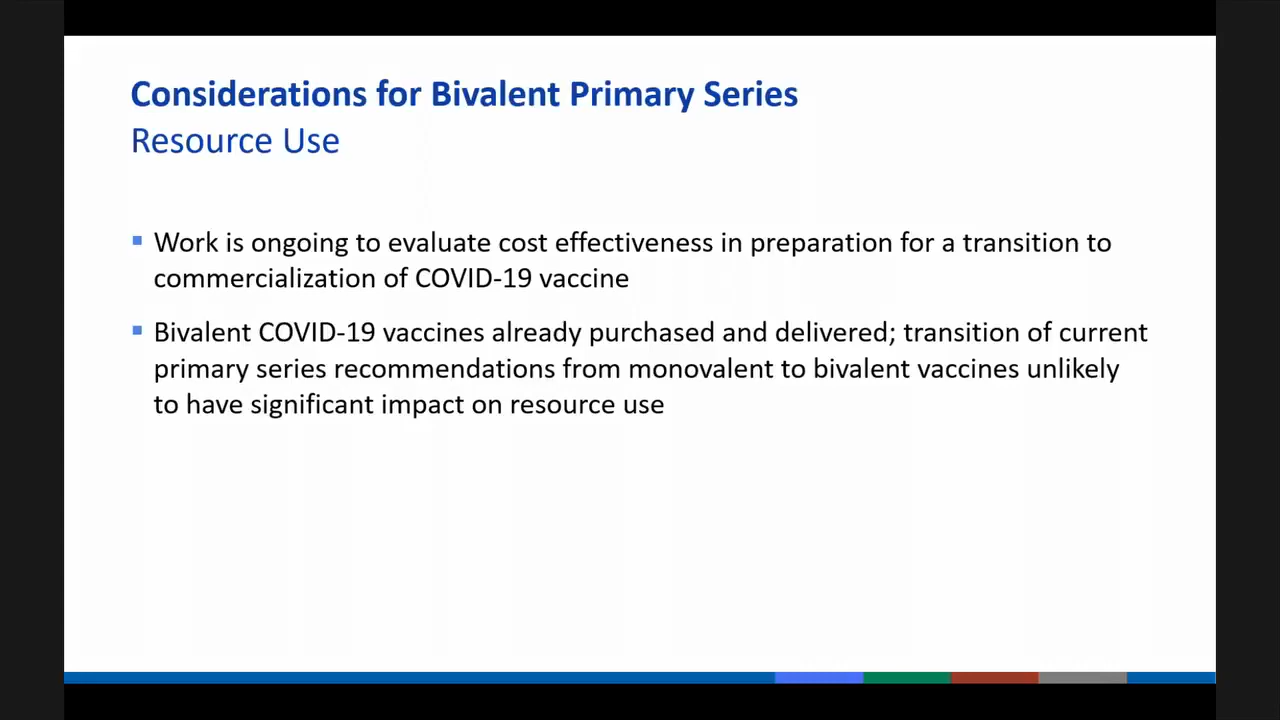 Considerations for Bivalent Primary Series
Resource Use
Work is ongoing to evaluate cost effectiveness in preparation for a transition to
commercialization of COVID-19 vaccine
Bivalent COVID-19 vaccines already purchased and delivered; transition of current
primary series recommendations from monovalent to bivalent vaccines unlikely
to have significant impact on resource use